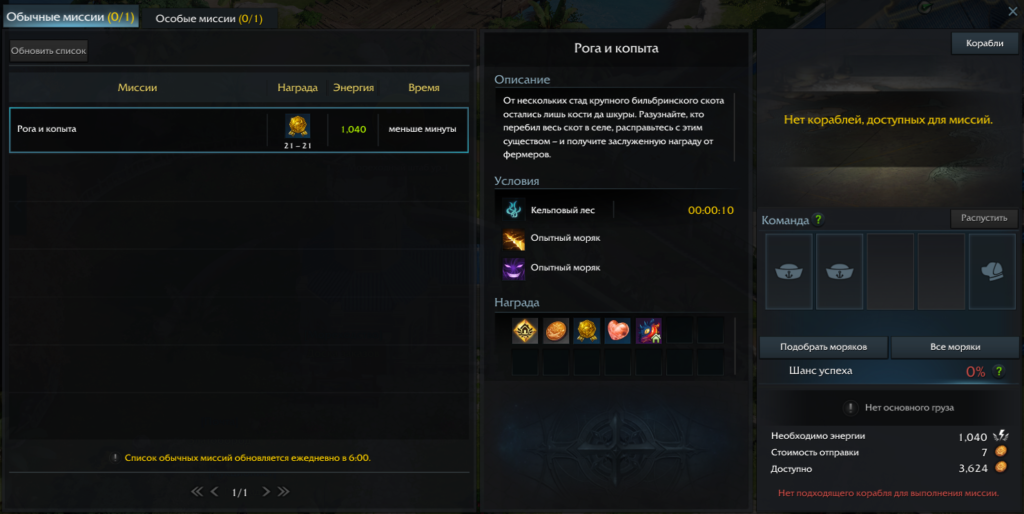 Обычные миссии (0/1)
Особые миссии (0/1)
Обновить список
Миссии Награда Энергия Время
Рога и копыта 1,040 меньше минуты
21 – 21
Список обычных миссий обновляется ежедневно в 6:00.
1/1
Рога и копыта
Описание
От нескольких стад крупного бильбринского скота
остались лишь кости да шкуры. Разузнайте, кто
перебил весь скот в селе, расправьтесь с этим
существом – и получите заслуженную награду от
фермеров.
Условия
Кельповый лес 00:00:10
Опытный моряк
Опытный моряк
Награда
Корабли
Нет кораблей, доступных для миссий.
Команда ?
Распустить
Подобрать моряков
Все моряки
Шанс успеха 0% ?
Нет основного груза
Необходимо энергии 1,040
Стоимость отправки 7
Доступно 3,624
Нет подходящего корабля для выполнения миссии.